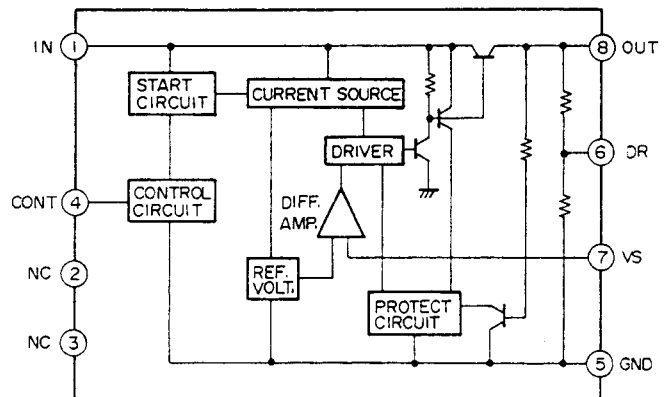 IN 1
8 OUT
START
CIRCUIT
CURRENT SOURCE
DRIVER
6 DR
CONT 4
CONTROL
CIRCUIT
DIFF.
AMP.
NC 2
REF.
VOLT.
7 VS
PROTECT
CIRCUIT
NC 3
5 GND